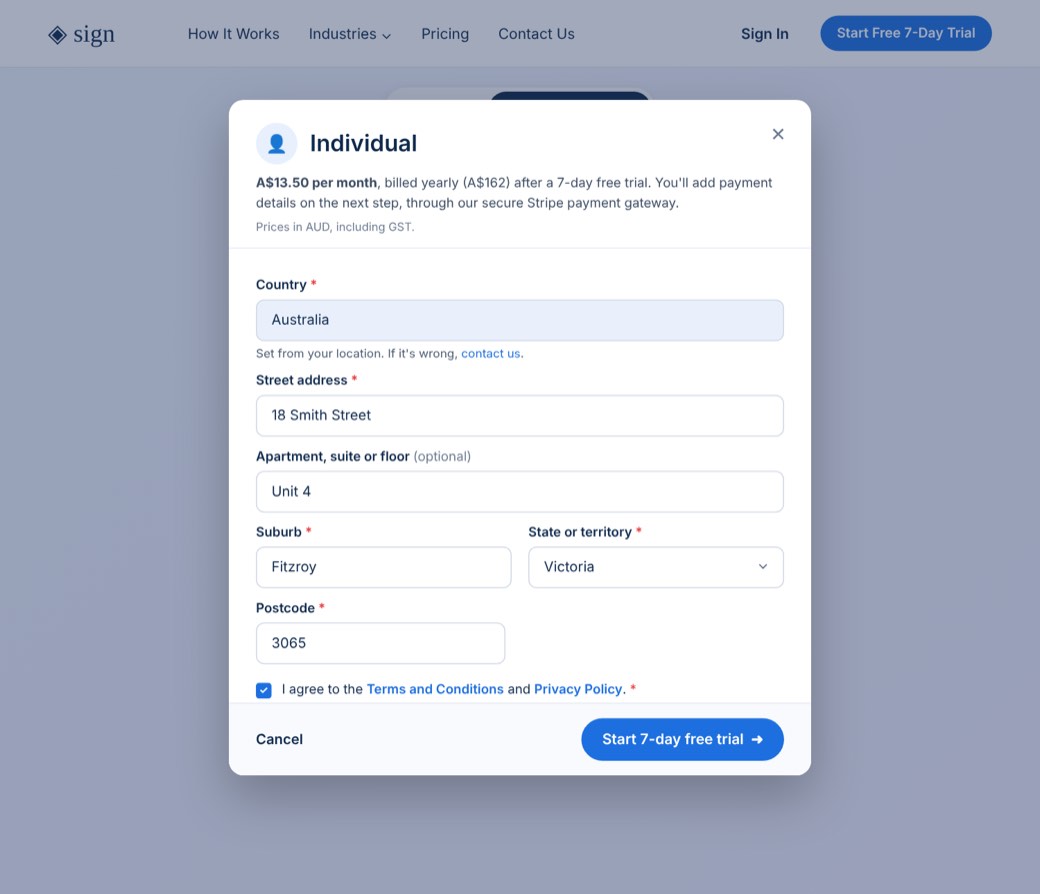 sign
How It Works
Industries
Pricing
Contact Us
Sign In
Start Free 7-Day Trial
Individual
A$13.50 per month, billed yearly (A$162) after a 7-day free trial. You'll add payment
details on the next step, through our secure Stripe payment gateway.
Prices in AUD, including GST.
Country *
Australia
Set from your location. If it's wrong, contact us.
Street address *
18 Smith Street
Apartment, suite or floor (optional)
Unit 4
Suburb *
State or territory *
Fitzroy
Victoria
Postcode *
3065
I agree to the Terms and Conditions and Privacy Policy. *
Cancel
Start 7-day free trial ➜